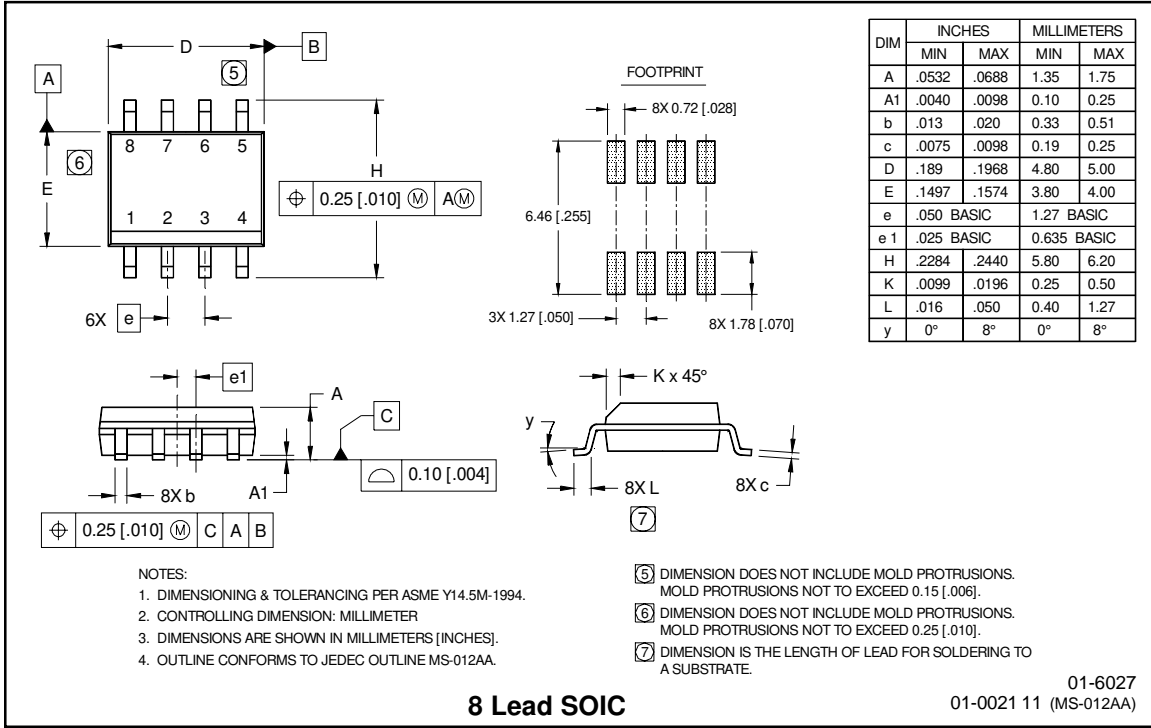 D
B
5
A
8 7 6 5
6
E
H
0.25 [.010] Ⓜ AⓂ
1 2 3 4
6X e
FOOTPRINT
8X 0.72 [.028]
6.46 [.255]
3X 1.27 [.050]
8X 1.78 [.070]
DIM INCHES MILLIMETERS
MIN MAX MIN MAX
A .0532 .0688 1.35 1.75
A1 .0040 .0098 0.10 0.25
b .013 .020 0.33 0.51
c .0075 .0098 0.19 0.25
D .189 .1968 4.80 5.00
E .1497 .1574 3.80 4.00
e .050 BASIC 1.27 BASIC
e 1 .025 BASIC 0.635 BASIC
H .2284 .2440 5.80 6.20
K .0099 .0196 0.25 0.50
L .016 .050 0.40 1.27
y 0° 8° 0° 8°
e1
A
C
0.10 [.004]
8X b
A1
0.25 [.010] Ⓜ C A B
K x 45°
y
8X L
8X c
7
NOTES:
1. DIMENSIONING & TOLERANCING PER ASME Y14.5M-1994.
2. CONTROLLING DIMENSION: MILLIMETER
3. DIMENSIONS ARE SHOWN IN MILLIMETERS [INCHES].
4. OUTLINE CONFORMS TO JEDEC OUTLINE MS-012AA.
5 DIMENSION DOES NOT INCLUDE MOLD PROTRUSIONS.
MOLD PROTRUSIONS NOT TO EXCEED 0.15 [.006].
6 DIMENSION DOES NOT INCLUDE MOLD PROTRUSIONS.
MOLD PROTRUSIONS NOT TO EXCEED 0.25 [.010].
7 DIMENSION IS THE LENGTH OF LEAD FOR SOLDERING TO
A SUBSTRATE.
8 Lead SOIC
01-6027
01-0021 11 (MS-012AA)